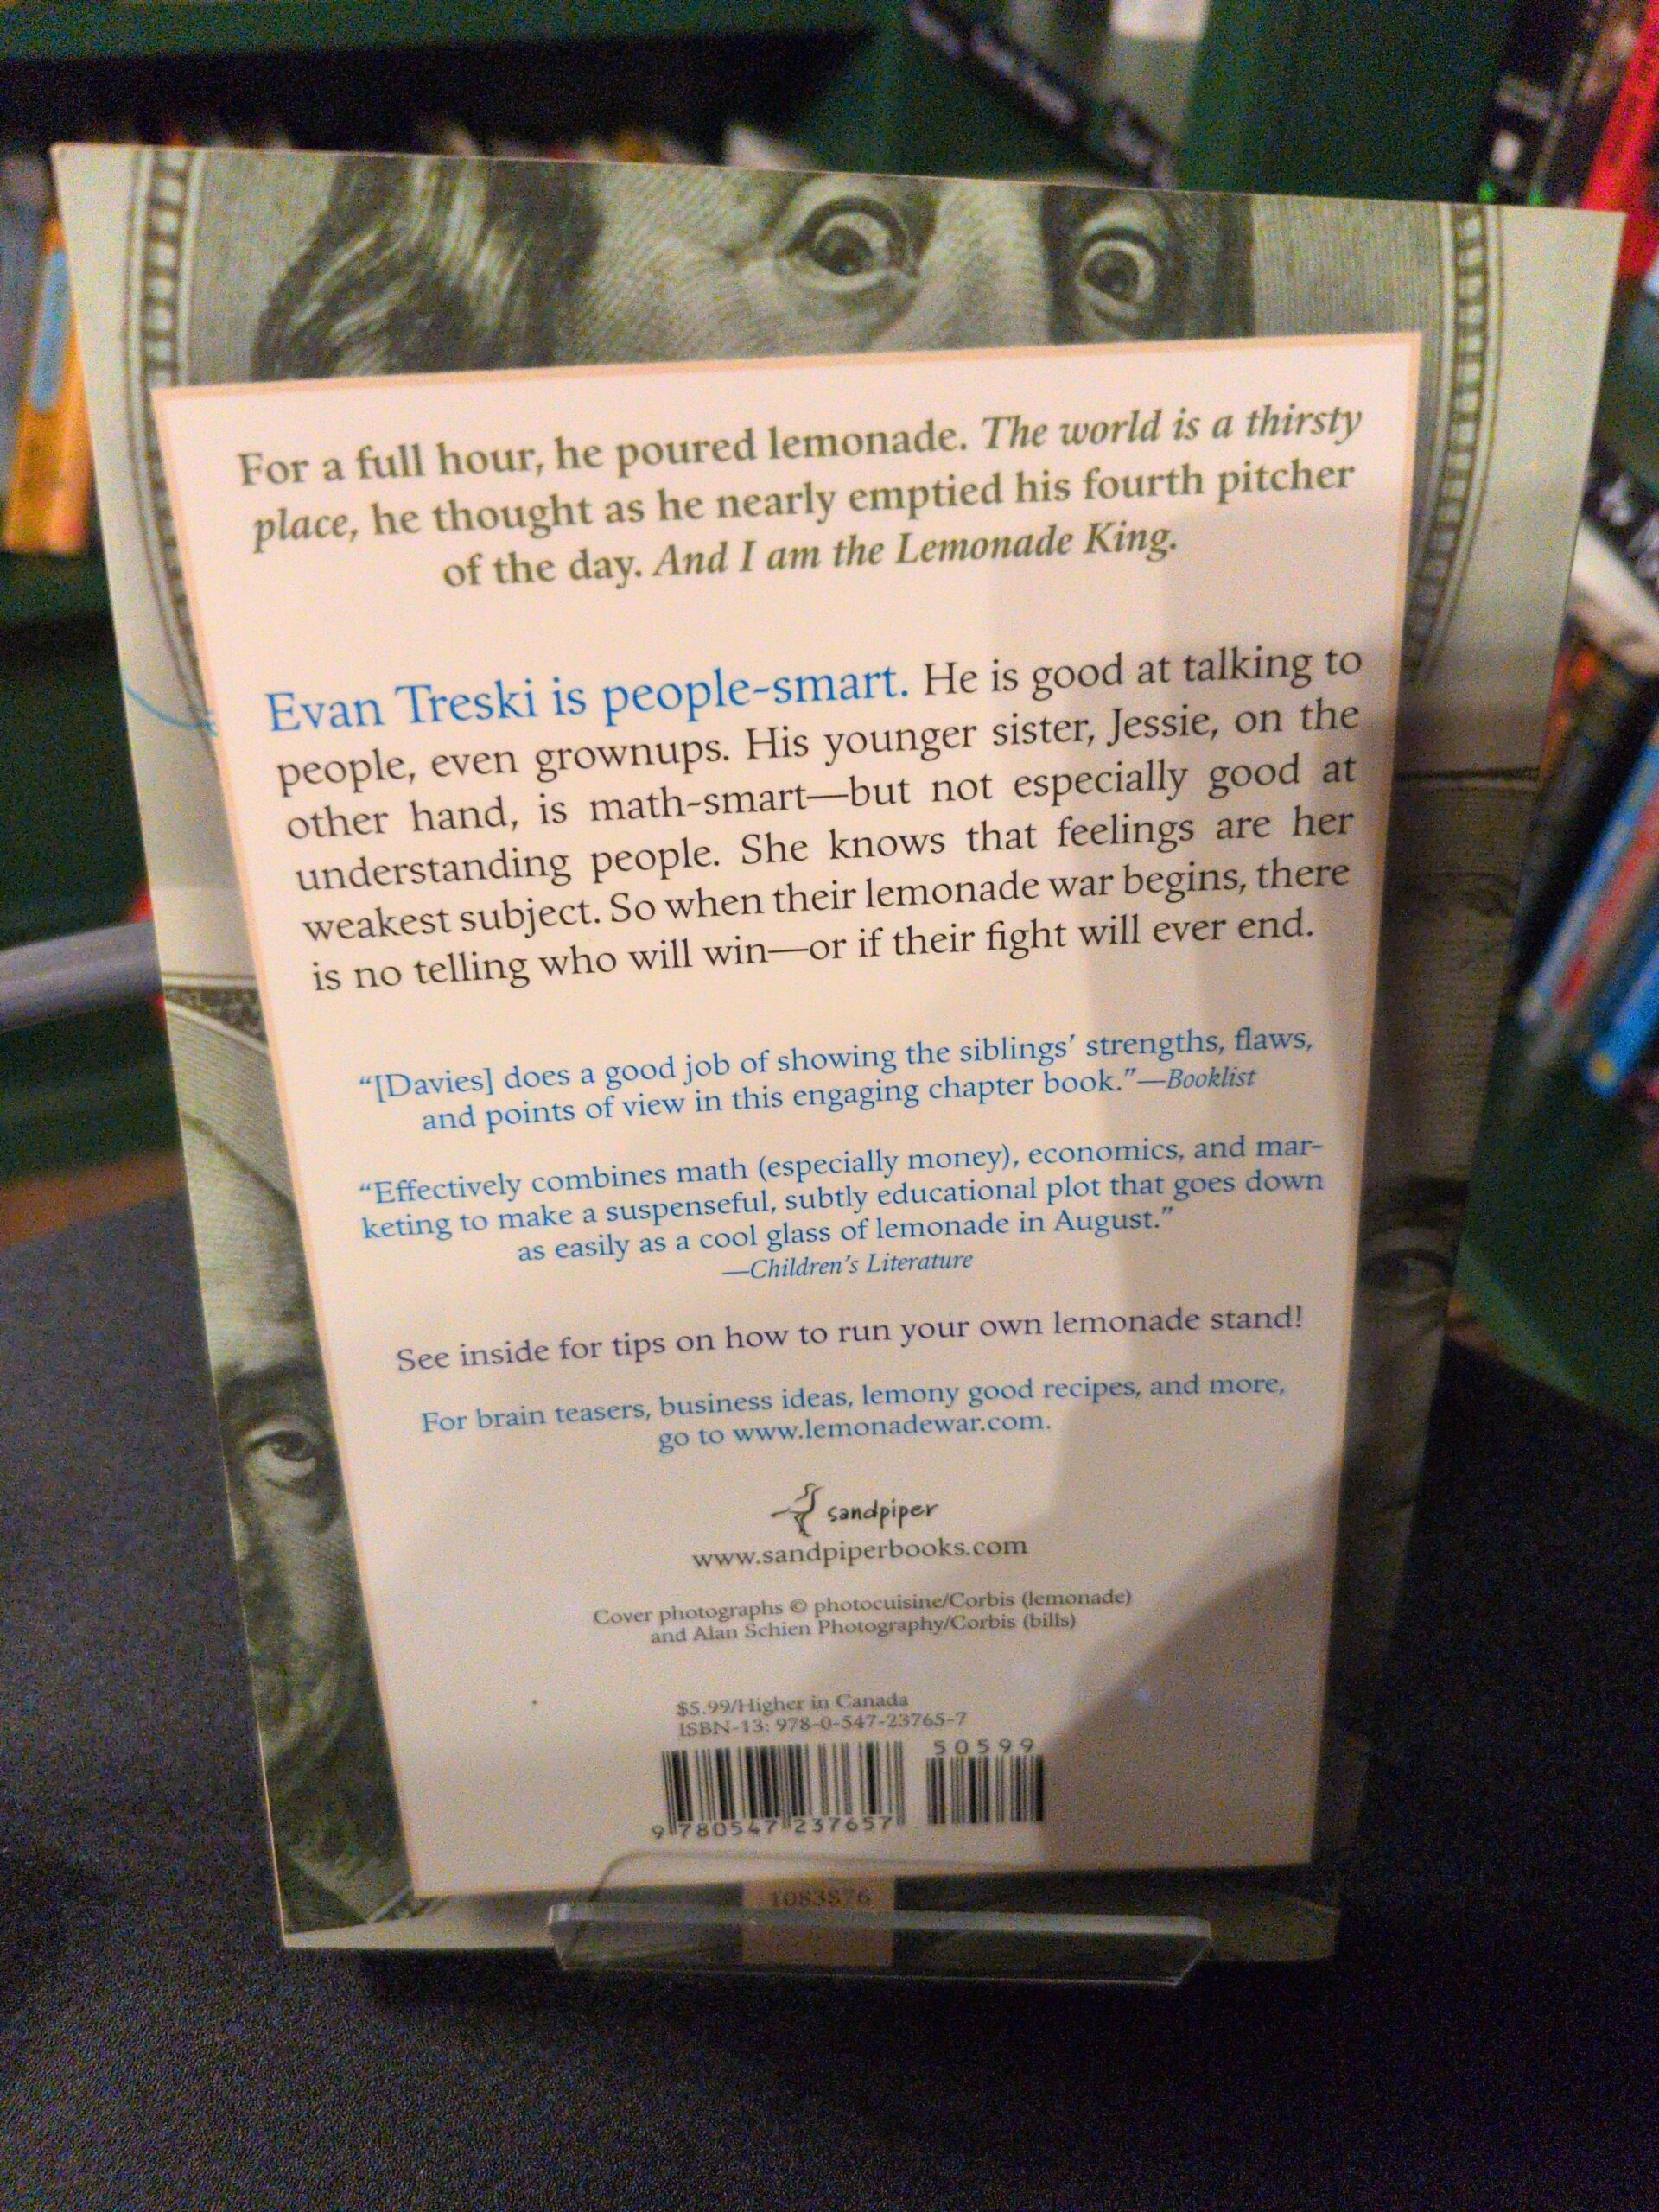 For a full hour, he poured lemonade. The world is a thirsty
place, he thought as he nearly emptied his fourth pitcher
of the day. And I am the Lemonade King.
Evan Treski is people-smart. He is good at talking to
people, even grownups. His younger sister, Jessie, on the
other hand, is math-smart—but not especially good at
understanding people. She knows that feelings are her
weakest subject. So when their lemonade war begins, there
is no telling who will win—or if their fight will ever end.
“[Davies] does a good job of showing the siblings’ strengths, flaws,
and points of view in this engaging chapter book.”—Booklist
“Effectively combines math (especially money), economics, and mar-
keting to make a suspenseful, subtly educational plot that goes down
as easily as a cool glass of lemonade in August.”
—Children’s Literature
See inside for tips on how to run your own lemonade stand!
For brain teasers, business ideas, lemony good recipes, and more,
go to www.lemonadewar.com.
sandpiper
www.sandpiperbooks.com
Cover photographs © photocuisine/Corbis (lemonade)
and Alan Schien Photography/Corbis (bills)
$5.99/Higher in Canada
ISBN-13: 978-0-547-23765-7
50599
9 780547 237657
1083876